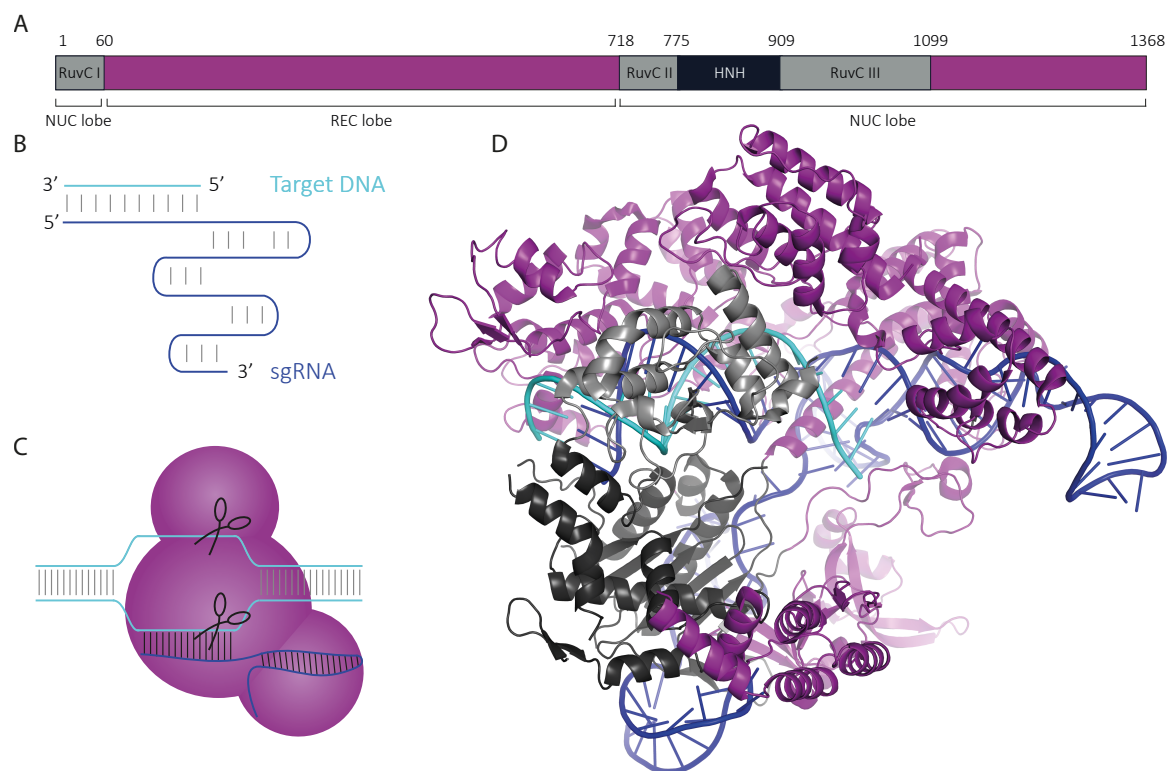 A
1 60 718 775 909 1099 1368
RuvC I RuvC II HNH RuvC III
NUC lobe REC lobe NUC lobe
B
3’ 5’ Target DNA
5’
3’ sgRNA
C
D